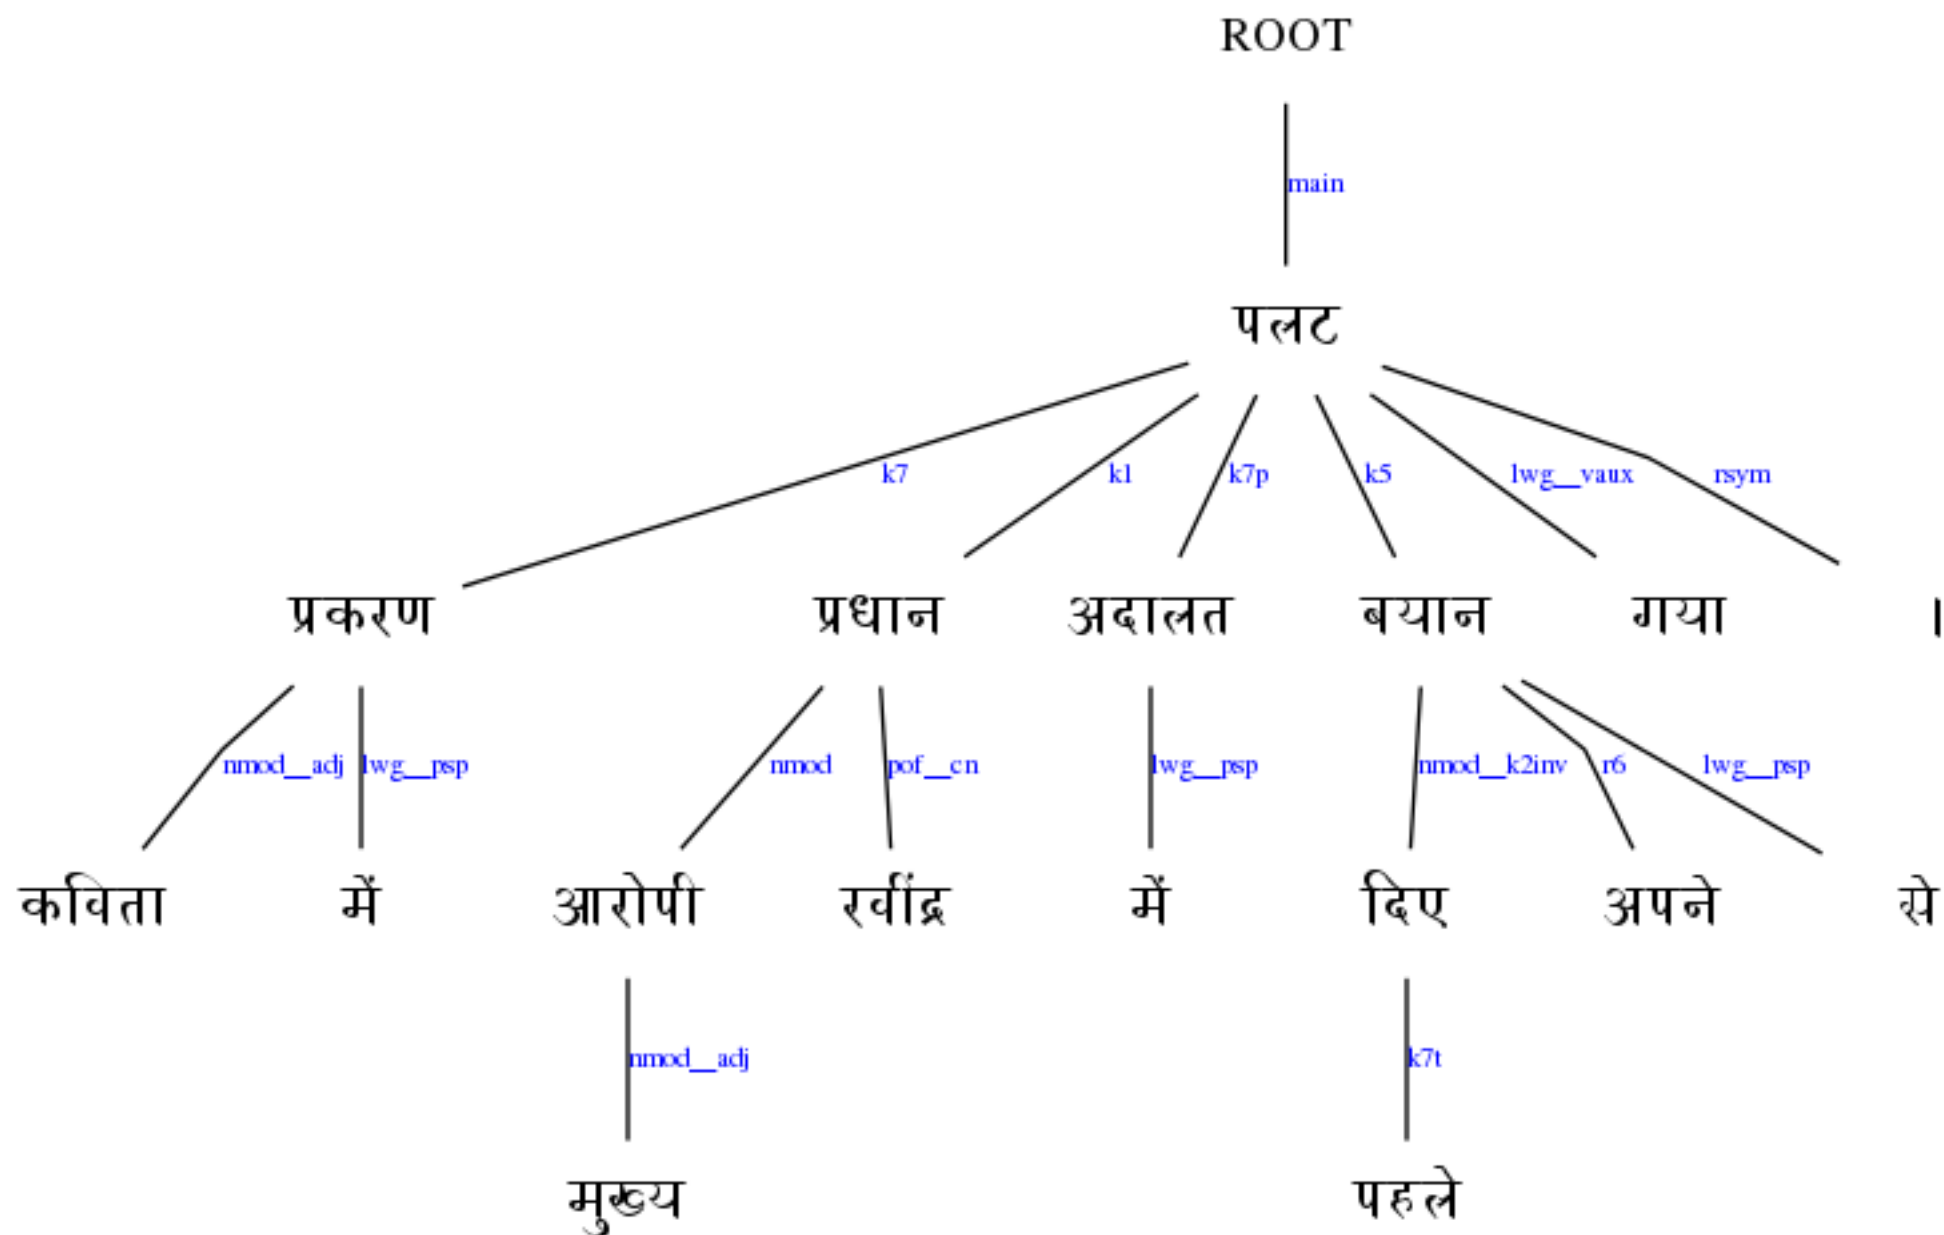 ROOT
main
पलट
k7 k1 k7p k5 lwg__vaux rsym
प्रकरण प्रधान अदालत बयान गया ।
nmod__adj lwg__psp nmod pof__cn lwg__psp nmod__k2inv r6 lwg__psp
कविता में आरोपी रवींद्र में दिए अपने से
nmod__adj k7t
मुख्य पहले